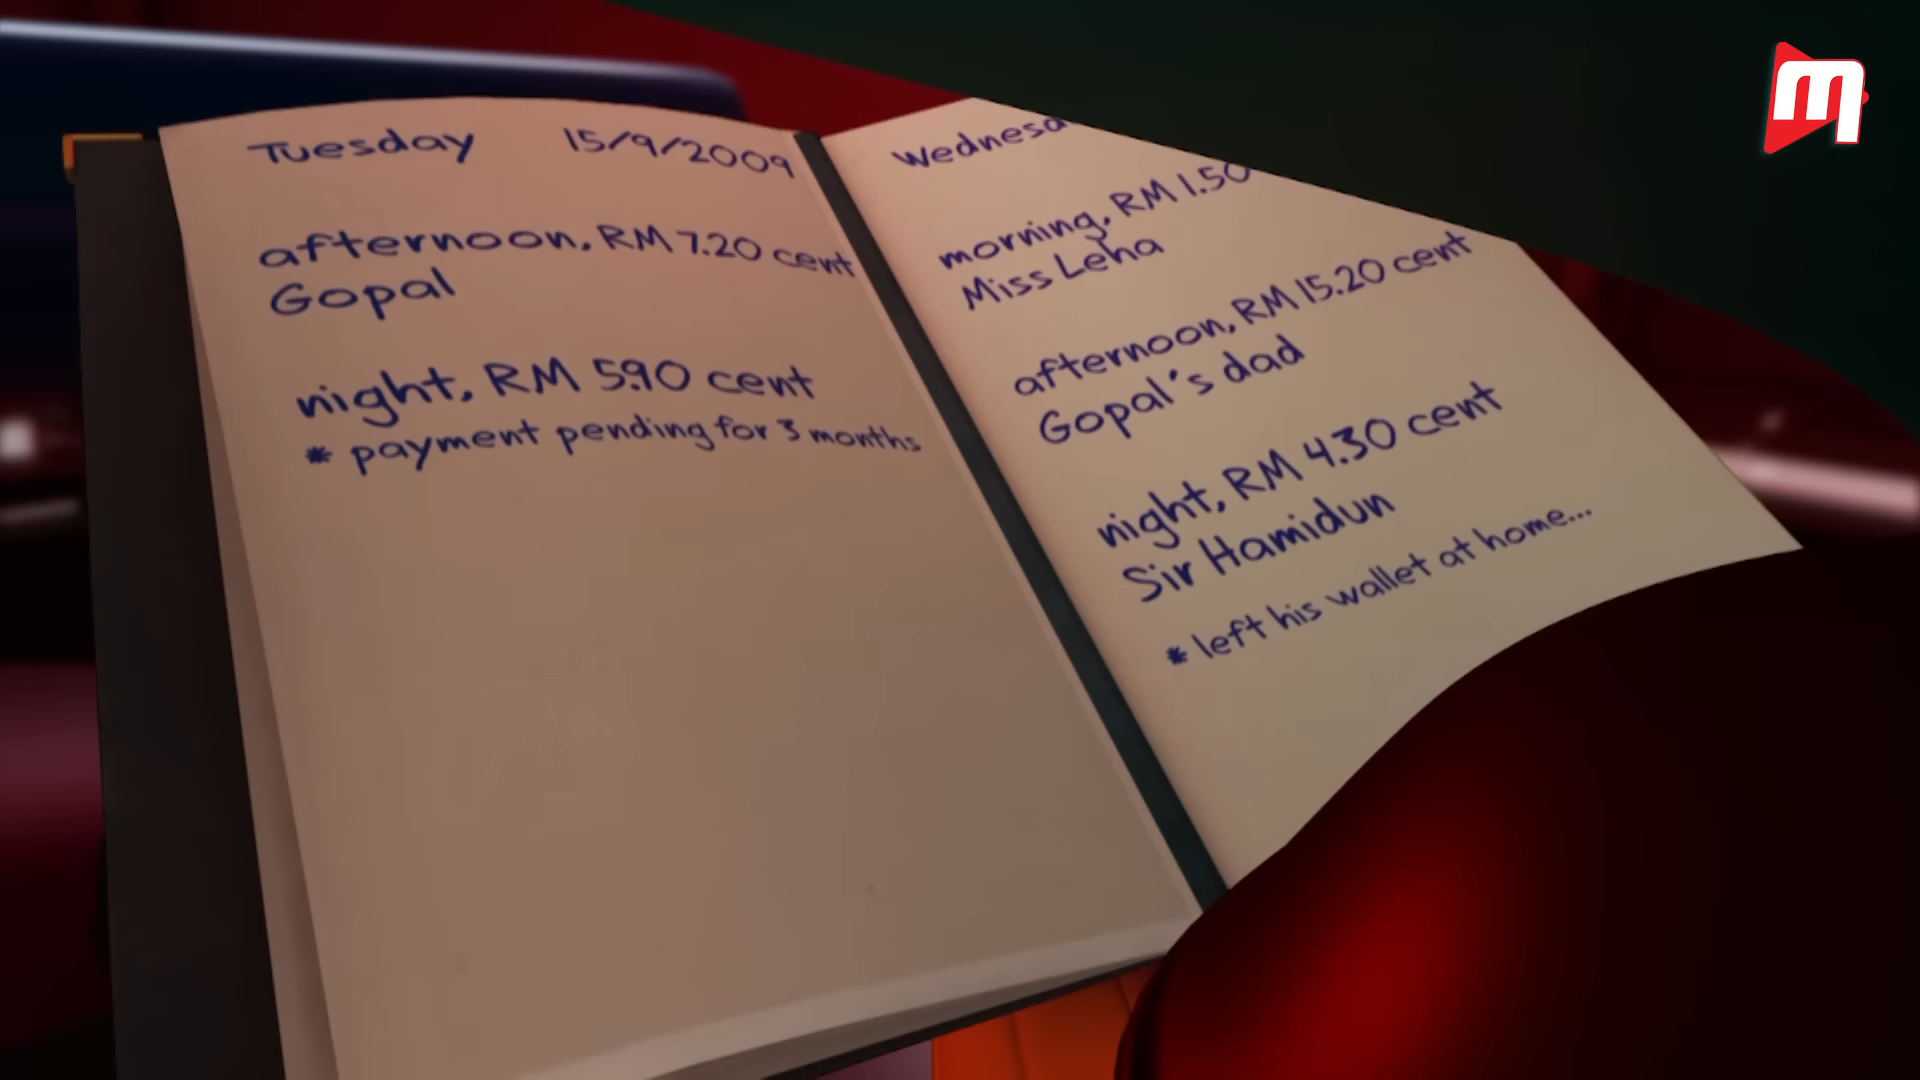 Tuesday 15/9/2009
afternoon, RM 7.20 cent
Gopal
night, RM 5.90 cent
* payment pending for 3 months
morning, RM 1.50
Miss Leha
afternoon, RM 15.20 cent
Gopal's dad
night, RM 4.30 cent
Sir Hamidun
* left his wallet at home...